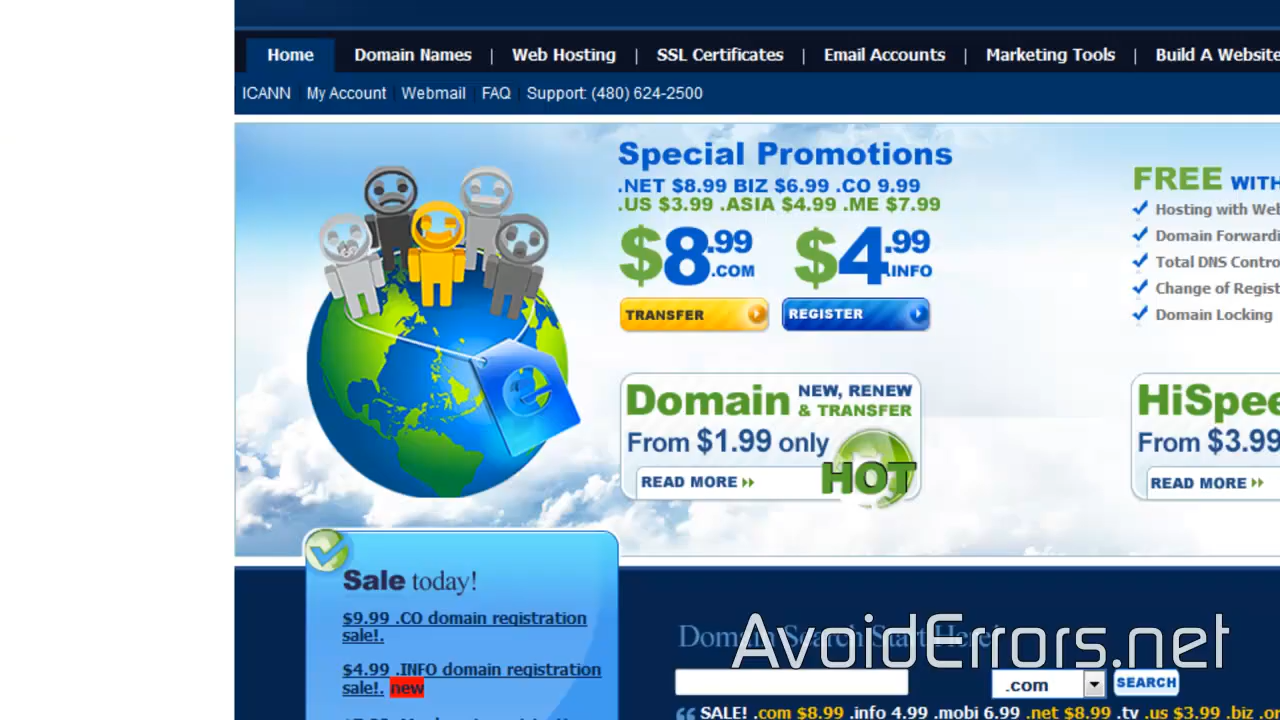 Home Domain Names | Web Hosting | SSL Certificates | Email Accounts | Marketing Tools | Build A Website
ICANN My Account Webmail FAQ Support: (480) 624-2500
Special Promotions
.NET $8.99 BIZ $6.99 .CO 9.99
.US $3.99 .ASIA $4.99 .ME $7.99
$8.99 .COM
$4.99 .INFO
TRANSFER
REGISTER
FREE WITH
Hosting with
Domain
Total DNS
Change of
Domain Locking
Domain NEW, RENEW
& TRANSFER
From $1.99 only
HOT
READ MORE
From $3.99
READ MORE
Sale today!
$9.99 .CO domain registration
sale!.
$4.99 .INFO domain registration
sale!. new
Domain Search Start Here!
AvoidErrors.net
.com
SEARCH
SALE! .com $8.99 .info 4.99 .mobi 6.99 .net $8.99 .tv .us $3.99 .biz